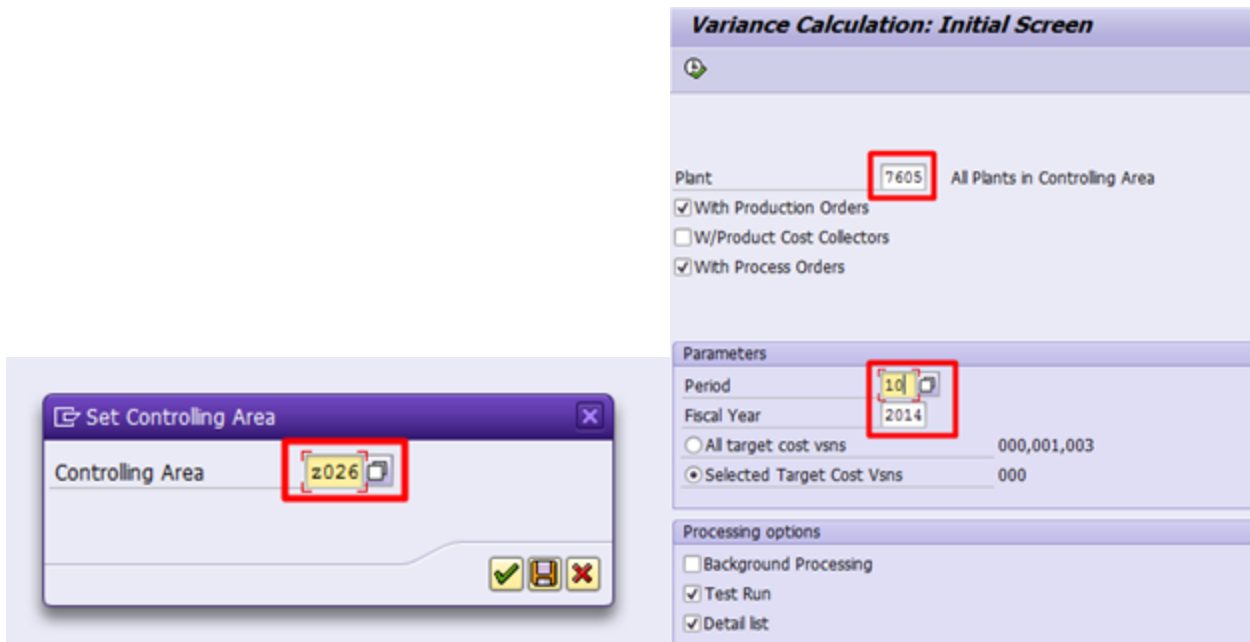 Variance Calculation: Initial Screen
Plant 7605 All Plants in Controlling Area
With Production Orders
W/Product Cost Collectors
With Process Orders
Parameters
Period 10
Fiscal Year 2014
All target cost vsns 000,001,003
Selected Target Cost Vsns 000
Processing options
Background Processing
Test Run
Detail list
Set Controlling Area
Controlling Area z026